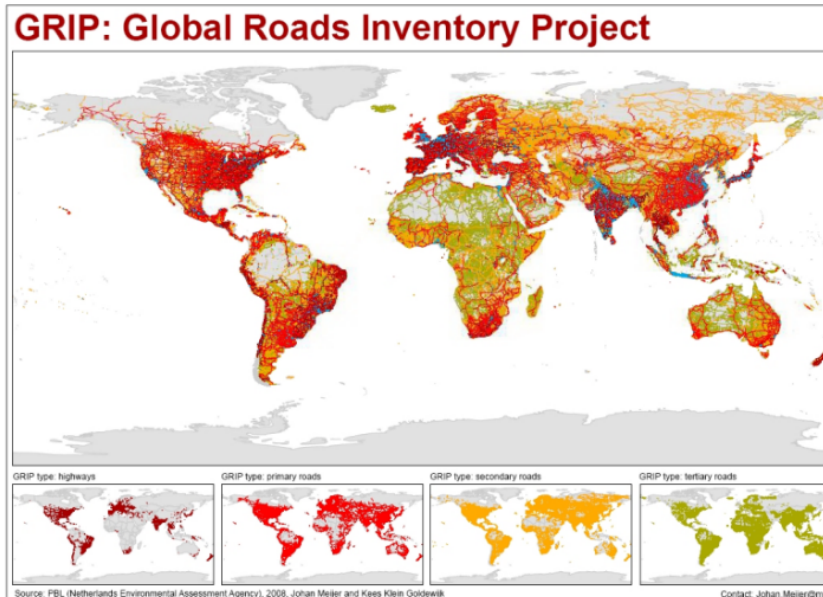 GRIP: Global Roads Inventory Project
GRIP type: highways
GRIP type: primary roads
GRIP type: secondary roads
GRIP type: tertiary roads
Source: PBL (Netherlands Environmental Assessment Agency), 2008, Johan Meijer and Kees Klein Goldewijk
Contact: Johan.Meijer@m